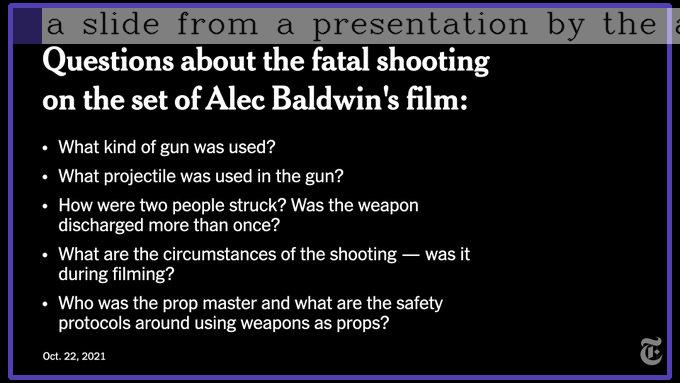 a slide from a presentation by the
Questions about the fatal shooting
on the set of Alec Baldwin's film:
• What kind of gun was used?
• What projectile was used in the gun?
• How were two people struck? Was the weapon
discharged more than once?
• What are the circumstances of the shooting — was it
during filming?
• Who was the prop master and what are the safety
protocols around using weapons as props?
Oct. 22, 2021